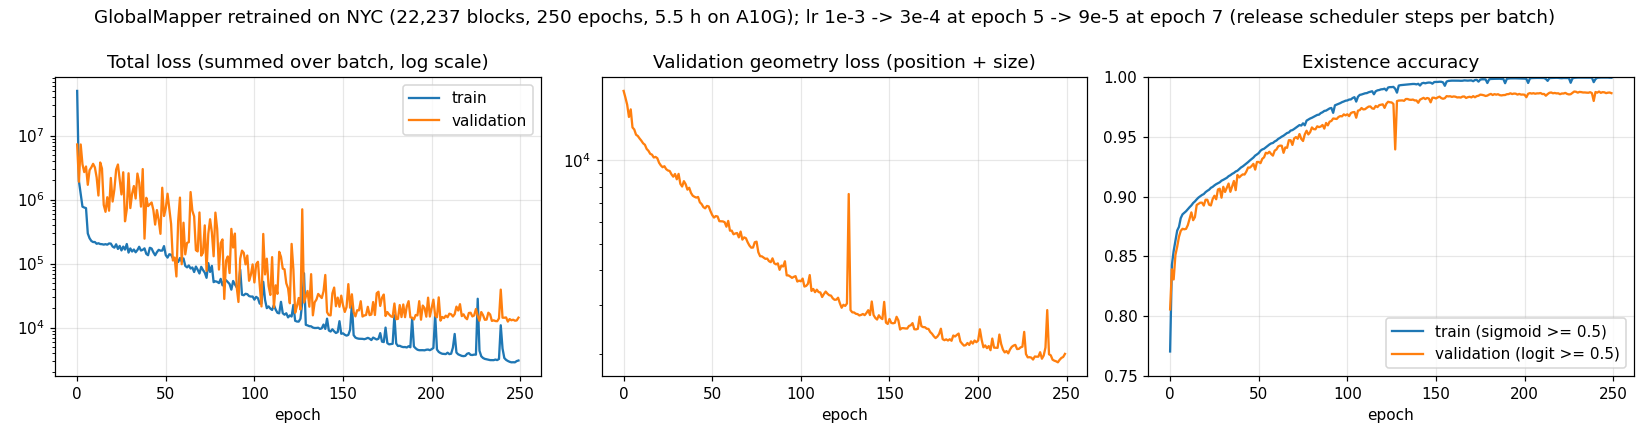 GlobalMapper retrained on NYC (22,237 blocks, 250 epochs, 5.5 h on A10G); lr 1e-3 -> 3e-4 at epoch 5 -> 9e-5 at epoch 7 (release scheduler steps per batch)
Total loss (summed over batch, log scale)
train
validation
10^7
10^6
10^5
10^4
0 50 100 150 200 250
epoch
Validation geometry loss (position + size)
10^4
0 50 100 150 200 250
epoch
Existence accuracy
1.00
0.95
0.90
0.85
0.80
0.75
train (sigmoid >= 0.5)
validation (logit >= 0.5)
0 50 100 150 200 250
epoch